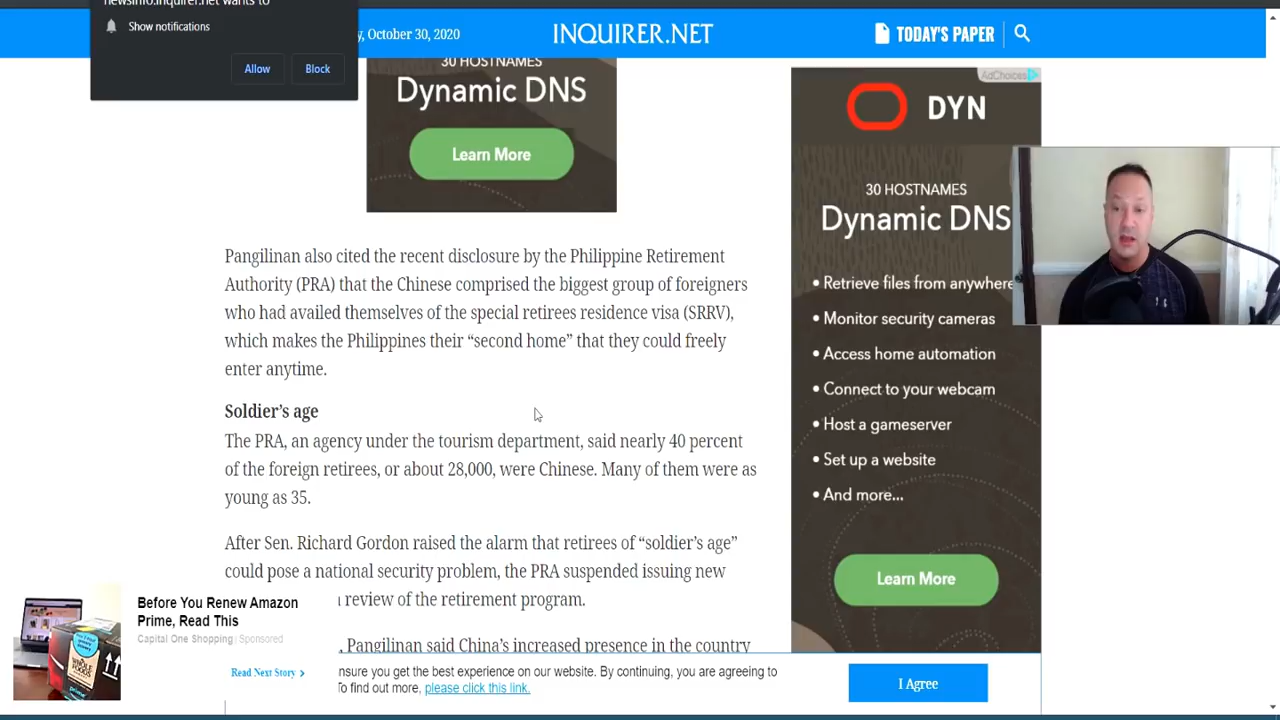 Show notifications
Allow
Block
y, October 30, 2020
INQUIRER.NET
TODAY'S PAPER
30 HOSTNAMES
Dynamic DNS
Learn More
AdChoices
DYN
30 HOSTNAMES
Dynamic DNS
• Retrieve files from anywhere
• Monitor security cameras
• Access home automation
• Connect to your webcam
• Host a gameserver
• Set up a website
• And more...
Learn More
Pangilinan also cited the recent disclosure by the Philippine Retirement
Authority (PRA) that the Chinese comprised the biggest group of foreigners
who had availed themselves of the special retirees residence visa (SRRV),
which makes the Philippines their “second home” that they could freely
enter anytime.
Soldier’s age
The PRA, an agency under the tourism department, said nearly 40 percent
of the foreign retirees, or about 28,000, were Chinese. Many of them were as
young as 35.
After Sen. Richard Gordon raised the alarm that retirees of “soldier’s age”
could pose a national security problem, the PRA suspended issuing new
review of the retirement program.
Pangilinan said China’s increased presence in the country
Before You Renew Amazon
Prime, Read This
Capital One Shopping | Sponsored
Read Next Story >
nsure you get the best experience on our website. By continuing, you are agreeing to
To find out more, please click this link.
I Agree